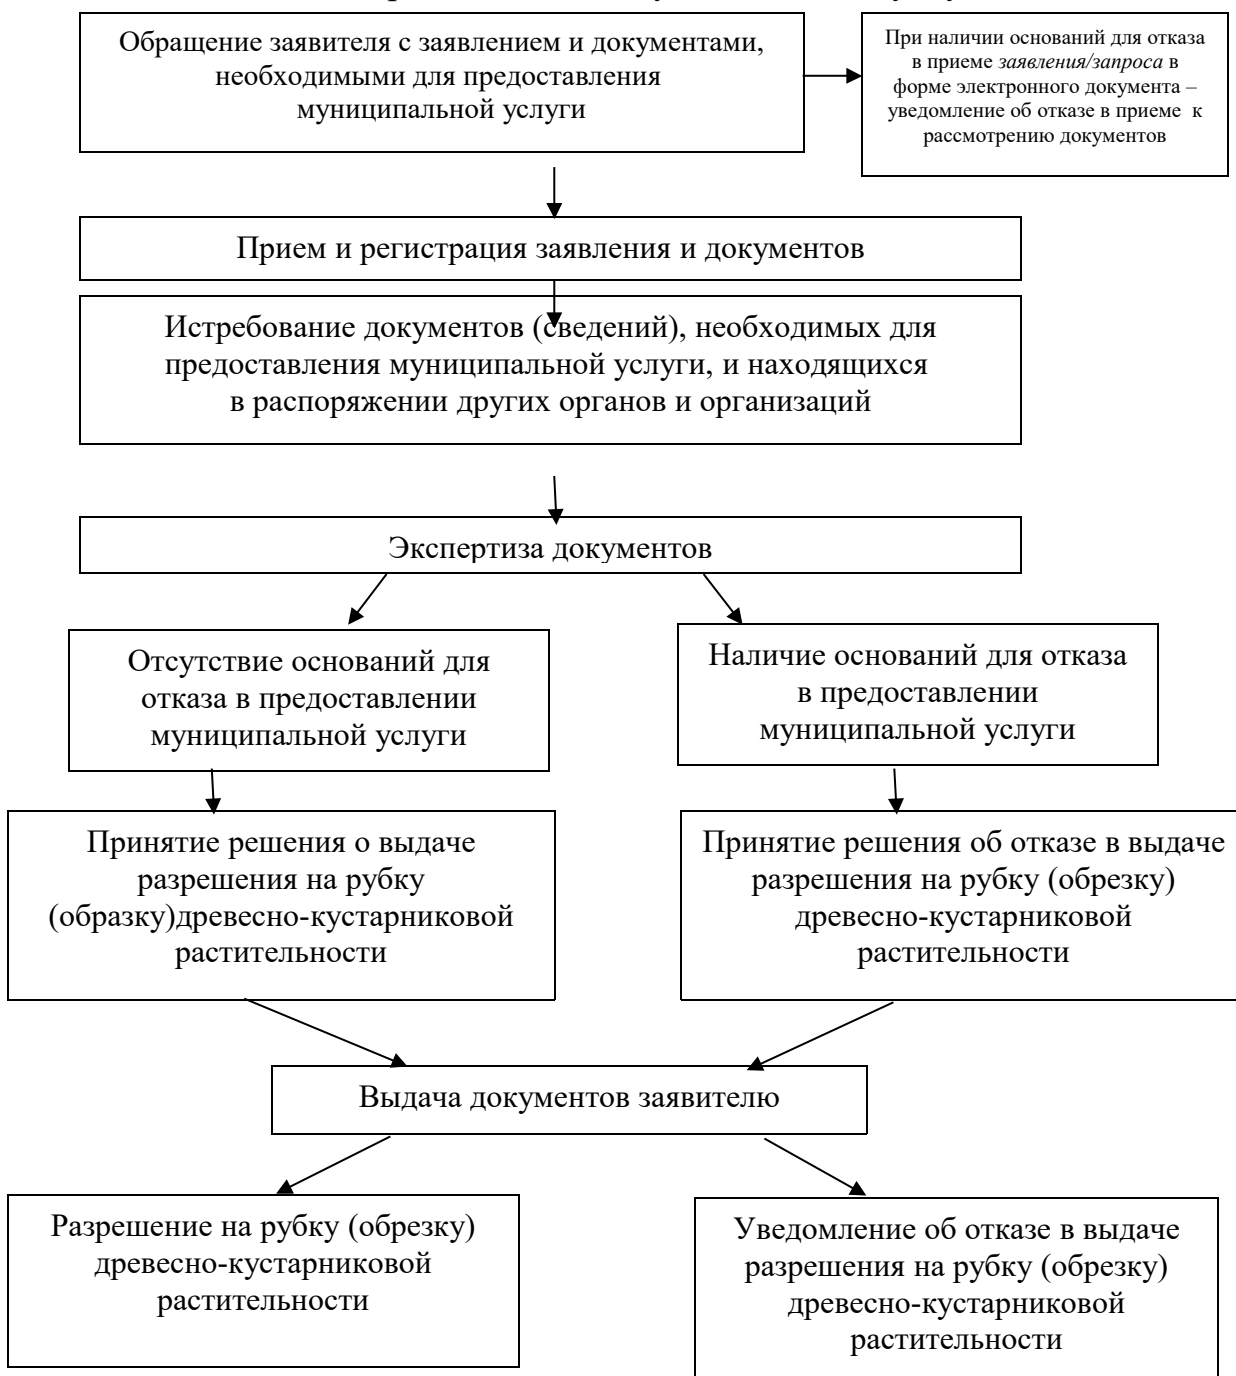 Обращение заявителя с заявлением и документами,
необходимыми для предоставления
муниципальной услуги
При наличии оснований для отказа
в приеме заявления/запроса в
форме электронного документа –
уведомление об отказе в приеме к
рассмотрению документов
Прием и регистрация заявления и документов
Истребование документов (сведений), необходимых для
предоставления муниципальной услуги, и находящихся
в распоряжении других органов и организаций
Экспертиза документов
Отсутствие оснований для
отказа в предоставлении
муниципальной услуги
Наличие оснований для отказа
в предоставлении
муниципальной услуги
Принятие решения о выдаче
разрешения на рубку
(образку)древесно-кустарниковой
растительности
Принятие решения об отказе в выдаче
разрешения на рубку (обрезку)
древесно-кустарниковой
растительности
Выдача документов заявителю
Разрешение на рубку (обрезку)
древесно-кустарниковой
растительности
Уведомление об отказе в выдаче
разрешения на рубку (обрезку)
древесно-кустарниковой
растительности